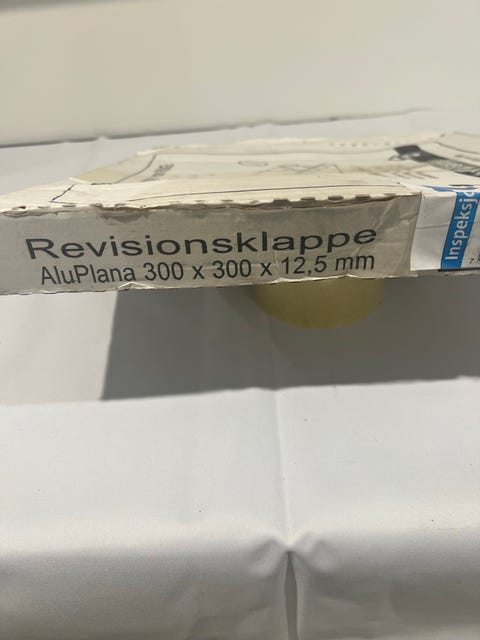 Revisionsklappe
AluPlana 300 x 300 x 12,5 mm